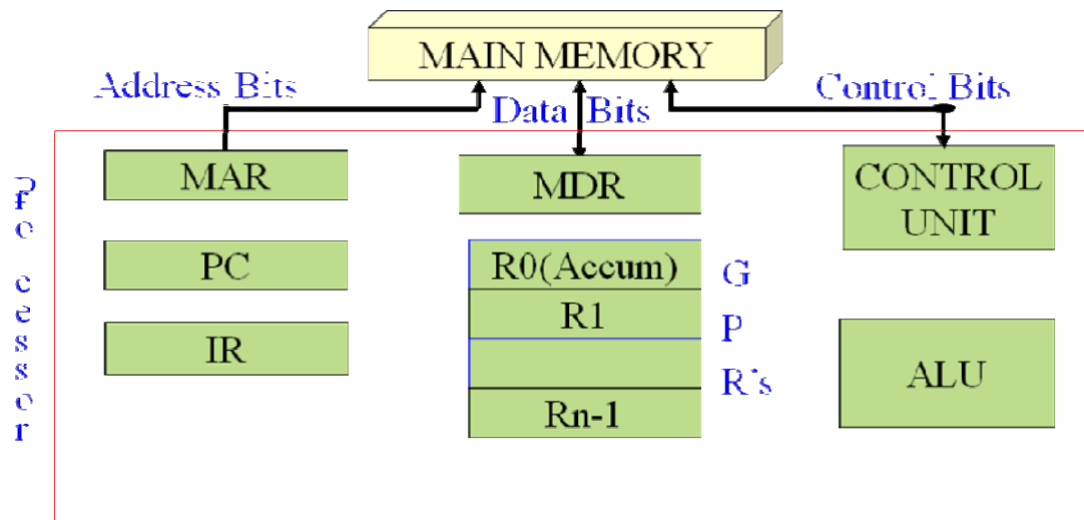 MAIN MEMORY
Address Bits
Data Bits
Control Bits
MAR
MDR
CONTROL
UNIT
PC
IR
R0(Accum)
R1
Rn-1
G
P
R's
ALU
Processor